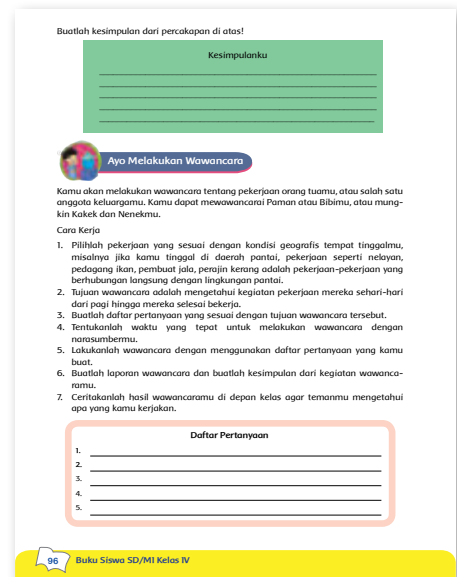 Buatlah kesimpulan dari percakapan di atas!
Kesimpulanku
Ayo Melakukan Wawancara
Kamu akan melakukan wawancara tentang pekerjaan orang tuamu, atau salah satu
anggota keluargamu. Kamu dapat mewawancarai Paman atau Bibimu, atau mung-
kin Kakek dan Nenekmu.
Cara Kerja
1. Pilihlah pekerjaan yang sesuai dengan kondisi geografis tempat tinggalmu,
misalnya jika kamu tinggal di daerah pantai, pekerjaan seperti nelayan,
pedagang ikan, pembuat jala, perajin kerang adalah pekerjaan-pekerjaan yang
berhubungan langsung dengan lingkungan pantai.
2. Tujuan wawancara adalah mengetahui kegiatan pekerjaan mereka sehari-hari
dari pagi hingga mereka selesai bekerja.
3. Buatlah daftar pertanyaan yang sesuai dengan tujuan wawancara tersebut.
4. Tentukanlah waktu yang tepat untuk melakukan wawancara dengan
narasumbermu.
5. Lakukanlah wawancara dengan menggunakan daftar pertanyaan yang kamu
buat.
6. Buatlah laporan wawancara dan buatlah kesimpulan dari kegiatan wawanca-
ramu.
7. Ceritakanlah hasil wawancaramu di depan kelas agar temanmu mengetahui
apa yang kamu kerjakan.
Daftar Pertanyaan
1.
2.
3.
4.
5.
96 Buku Siswa SD/MI Kelas IV